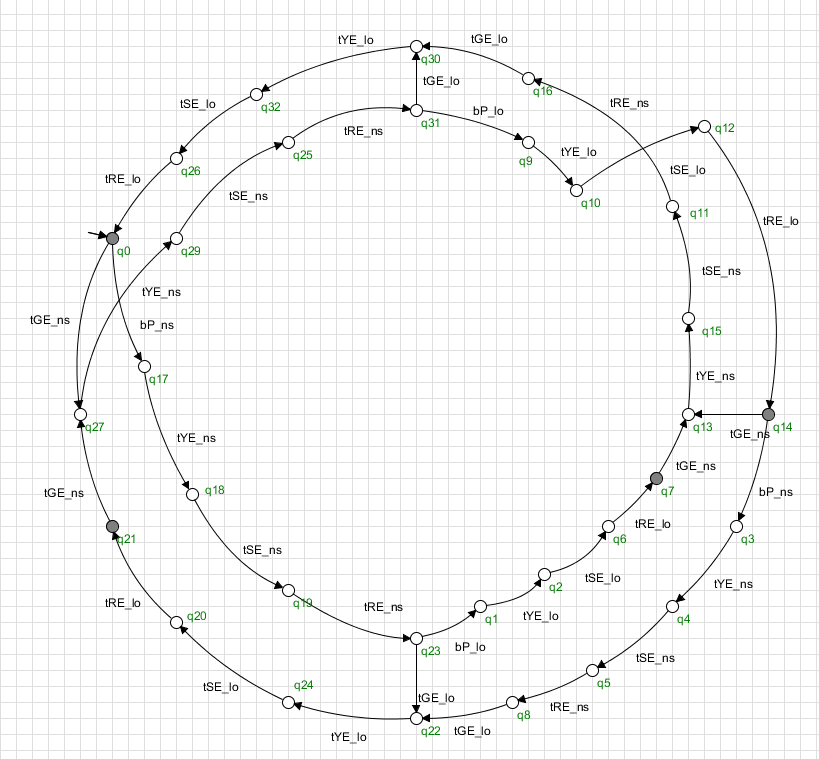 tYE_lo
tGE_lo
q30
tGE_lo
q16
q32
tSE_lo
tRE_ns
q31
bP_lo
tRE_ns
q12
q25
q9
tYE_lo
q26
tRE_lo
tSE_lo
tSE_ns
q10
q11
tRE_lo
q0
q29
tSE_ns
tYE_ns
tGE_ns
bP_ns
q15
q17
tYE_ns
q27
q13
tGE_ns
q14
tYE_ns
tGE_ns
q7
q18
tGE_ns
bP_ns
q21
tRE_lo
q6
q3
tSE_ns
q2
tSE_lo
tYE_ns
q19
tRE_lo
tRE_ns
q20
q1
tYE_lo
q4
q23
bP_lo
tSE_ns
q5
tSE_lo
q24
tGE_lo
tRE_ns
q8
q22
tGE_lo
tYE_lo